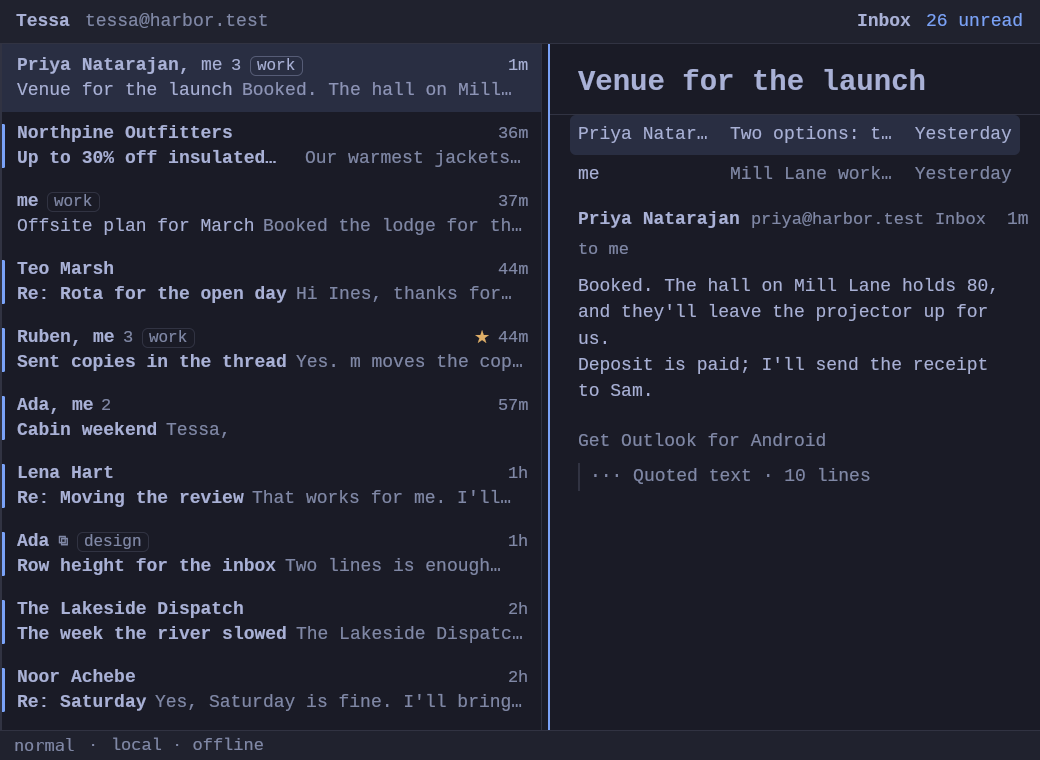 Tessa tessa@harbor.test
Inbox 26 unread
Priya Natarajan, me 3 work 1m
Venue for the launch Booked. The hall on Mill…
Northpine Outfitters 36m
Up to 30% off insulated… Our warmest jackets…
me work 37m
Offsite plan for March Booked the lodge for th…
Teo Marsh 44m
Re: Rota for the open day Hi Ines, thanks for…
Ruben, me 3 work ★ 44m
Sent copies in the thread Yes. m moves the cop…
Ada, me 2 57m
Cabin weekend Tessa,
Lena Hart 1h
Re: Moving the review That works for me. I'll…
Ada design 1h
Row height for the inbox Two lines is enough…
The Lakeside Dispatch 2h
The week the river slowed The Lakeside Dispatc…
Noor Achebe 2h
Re: Saturday Yes, Saturday is fine. I'll bring…
Venue for the launch
Priya Natar… Two options: t… Yesterday
me Mill Lane work… Yesterday
Priya Natarajan priya@harbor.test Inbox 1m
to me
Booked. The hall on Mill Lane holds 80,
and they'll leave the projector up for
us.
Deposit is paid; I'll send the receipt
to Sam.
Get Outlook for Android
··· Quoted text · 10 lines
normal · local · offline